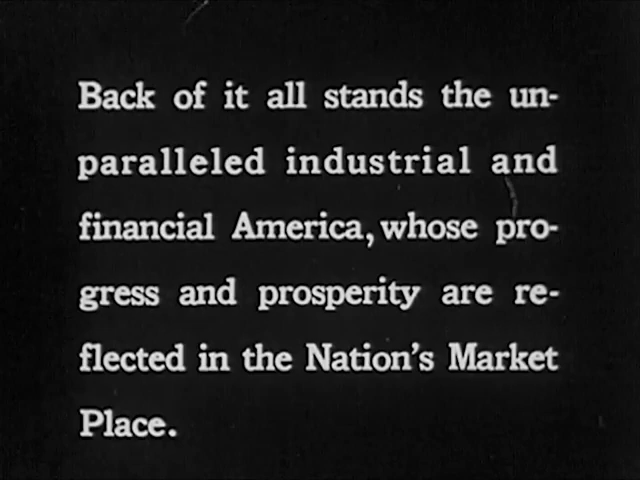 Back of it all stands the un-
paralleled industrial and
financial America, whose pro-
gress and prosperity are re-
flected in the Nation's Market
Place.